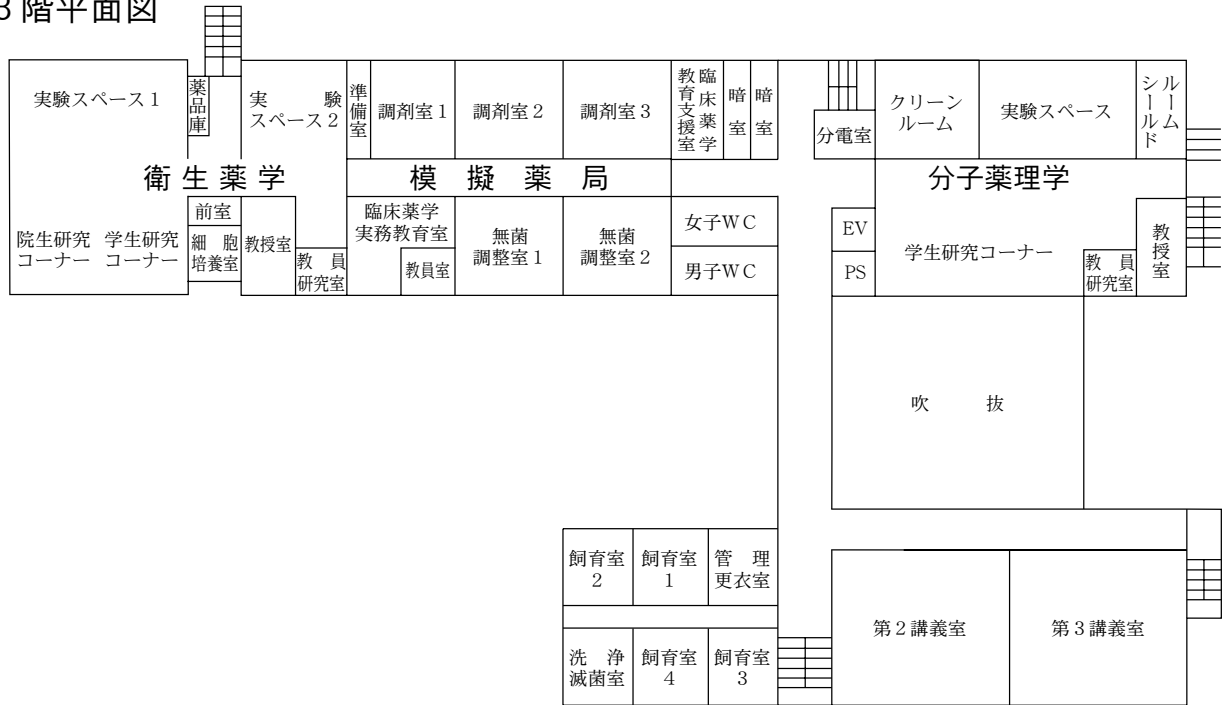 3階平面図
実験スペース1
薬品庫
実験
スペース2
準備室
調剤室1
調剤室2
調剤室3
臨床薬学
教育支援室
暗室
暗室
分電室
クリーン
ルーム
実験スペース
ルーム
シールド
衛生薬学
模擬薬局
分子薬理学
院生研究
コーナー
学生研究
コーナー
前室
細胞
培養室
教授室
教員
研究室
臨床薬学
実務教育室
教員室
無菌
調整室1
無菌
調整室2
女子WC
男子WC
EV
PS
学生研究コーナー
教員
研究室
教授室
吹抜
飼育室
2
飼育室
1
管理
更衣室
洗浄
滅菌室
飼育室
4
飼育室
3
第2講義室
第3講義室